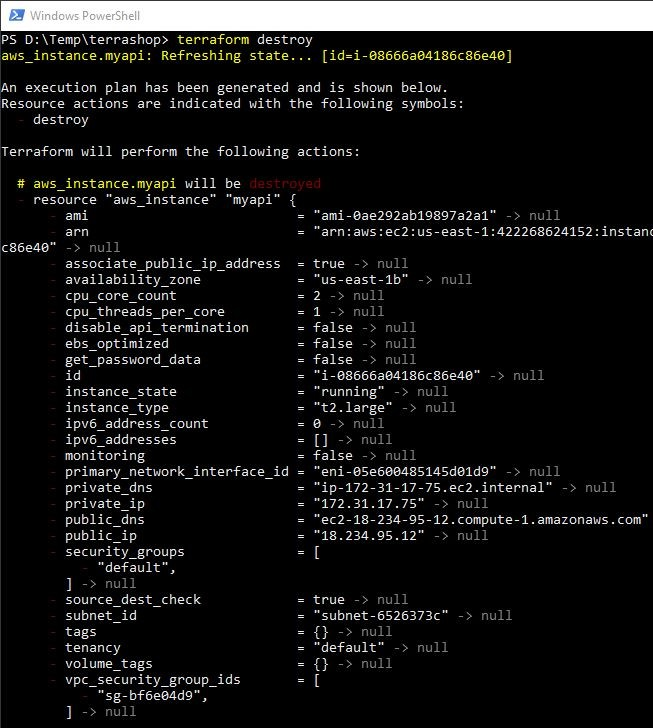 Windows PowerShell
PS D:\Temp\terrashop> terraform destroy
aws_instance.myapi: Refreshing state... [id=i-08666a04186c86e40]
An execution plan has been generated and is shown below.
Resource actions are indicated with the following symbols:
- destroy
Terraform will perform the following actions:
# aws_instance.myapi will be destroyed
- resource "aws_instance" "myapi" {
- ami = "ami-0ae292ab19897a2a1" -> null
- arn = "arn:aws:ec2:us-east-1:422268624152:instanc
c86e40" -> null
- associate_public_ip_address = true -> null
- availability_zone = "us-east-1b" -> null
- cpu_core_count = 2 -> null
- cpu_threads_per_core = 1 -> null
- disable_api_termination = false -> null
- ebs_optimized = false -> null
- get_password_data = false -> null
- id = "i-08666a04186c86e40" -> null
- instance_state = "running" -> null
- instance_type = "t2.large" -> null
- ipv6_address_count = 0 -> null
- ipv6_addresses = [] -> null
- monitoring = false -> null
- primary_network_interface_id = "eni-05e600485145d01d9" -> null
- private_dns = "ip-172-31-17-75.ec2.internal" -> null
- private_ip = "172.31.17.75" -> null
- public_dns = "ec2-18-234-95-12.compute-1.amazonaws.com"
- public_ip = "18.234.95.12" -> null
- security_groups = [
- "default",
] -> null
- source_dest_check = true -> null
- subnet_id = "subnet-6526373c" -> null
- tags = {} -> null
- tenancy = "default" -> null
- volume_tags = {} -> null
- vpc_security_group_ids = [
- "sg-bf6e04d9",
] -> null